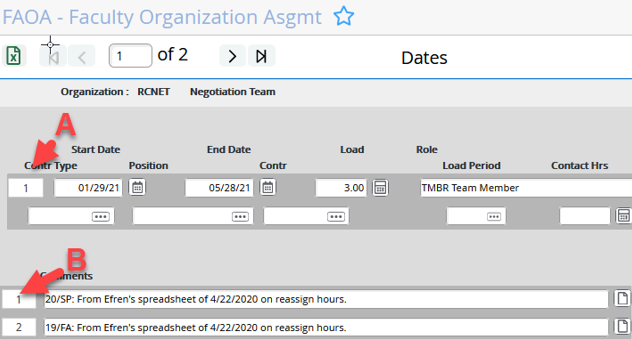 FAOA - Faculty Organization Asgmt
1 of 2 Dates
Organization : RCNET Negotiation Team
A
Start Date End Date Load Role
Contr Type Position Contr Load Period Contact Hrs
1 01/29/21 05/28/21 3.00 TMBR Team Member
B
Comments
1 20/SP: From Efren's spreadsheet of 4/22/2020 on reassign hours.
2 19/FA: From Efren's spreadsheet of 4/22/2020 on reassign hours.